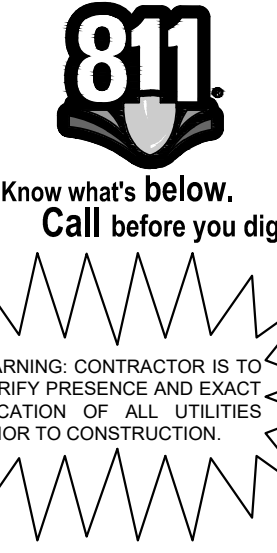 811
Know what's below.
Call before you dig
ARNING: CONTRACTOR IS TO
RIFY PRESENCE AND EXACT
CATION OF ALL UTILITIES
IOR TO CONSTRUCTION.